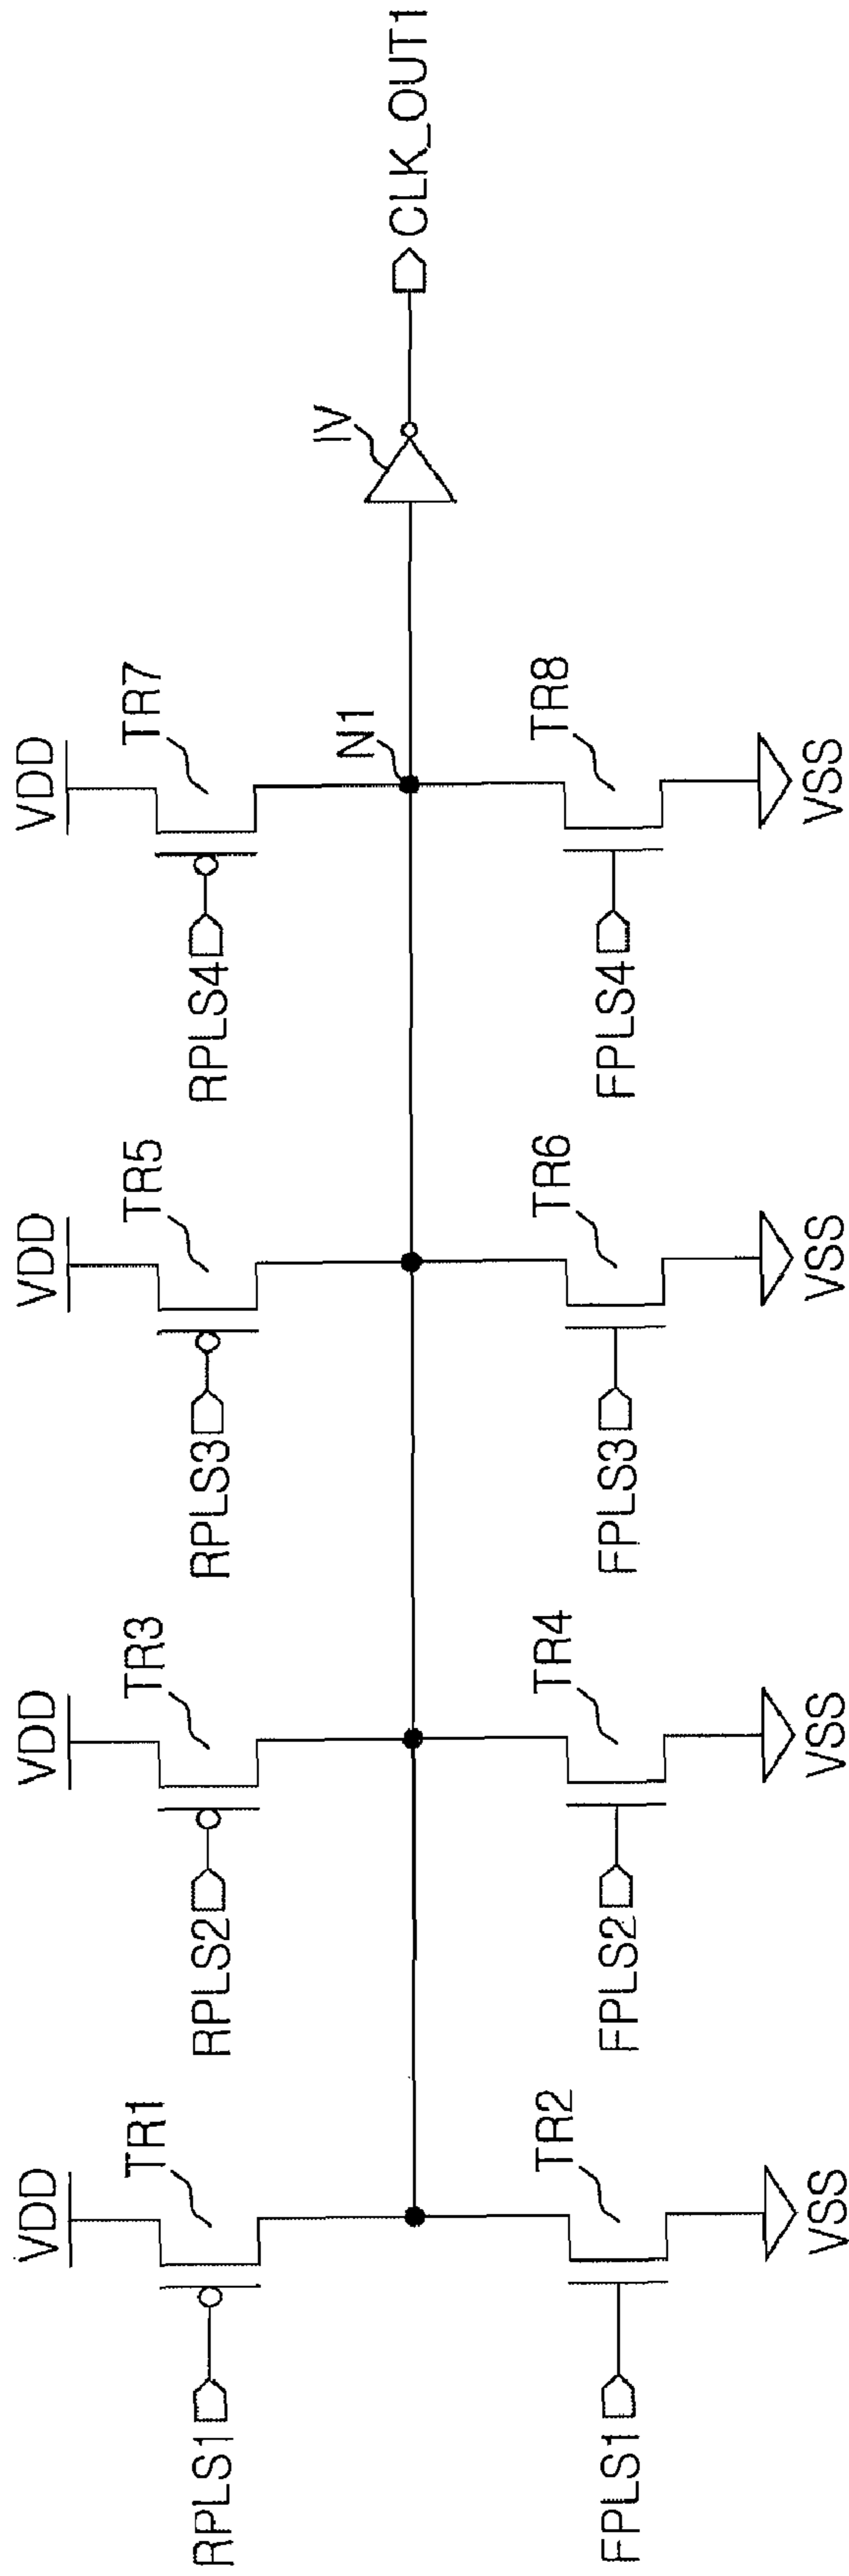 VDD
VDD
VDD
VDD
TR1
TR3
TR5
TR7
RPLS1
RPLS2
RPLS3
RPLS4
N1
IV
CLK_OUT1
TR2
TR4
TR6
TR8
FPLS1
FPLS2
FPLS3
FPLS4
VSS
VSS
VSS
VSS